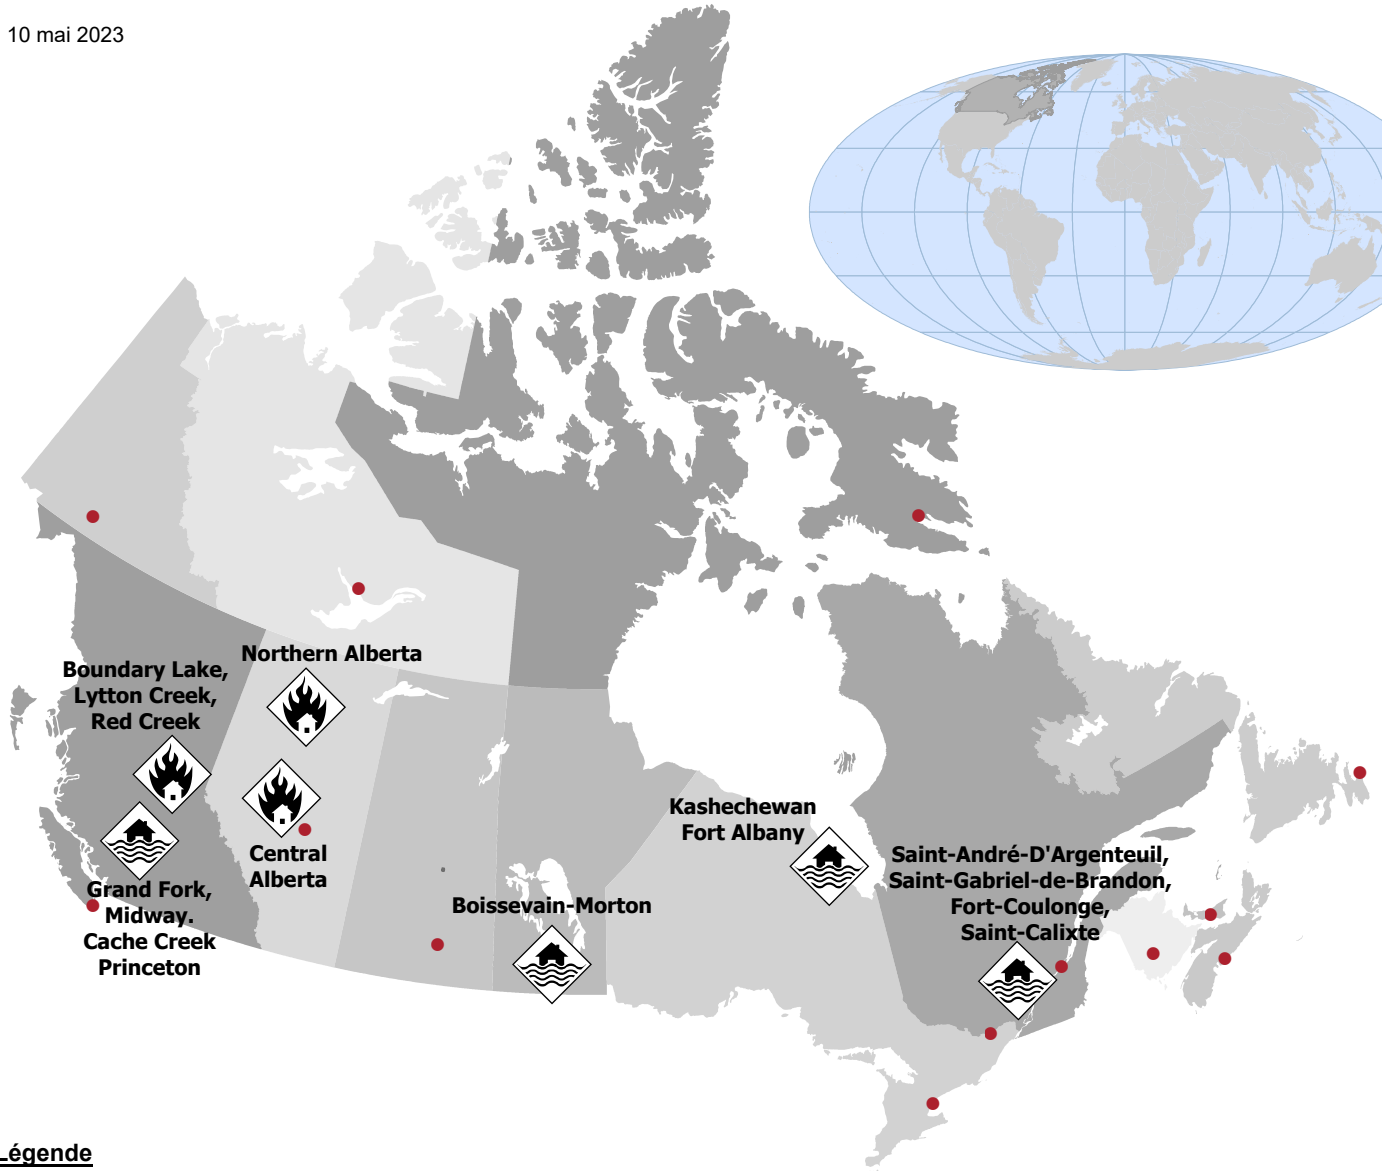 10 mai 2023
Northern Alberta
Boundary Lake,
Lytton Creek,
Red Creek
Central
Alberta
Grand Fork,
Midway.
Cache Creek
Princeton
Boissevain-Morton
Kashechewan
Fort Albany
Saint-André-D'Argenteuil,
Saint-Gabriel-de-Brandon,
Fort-Coulonge,
Saint-Calixte
Légende